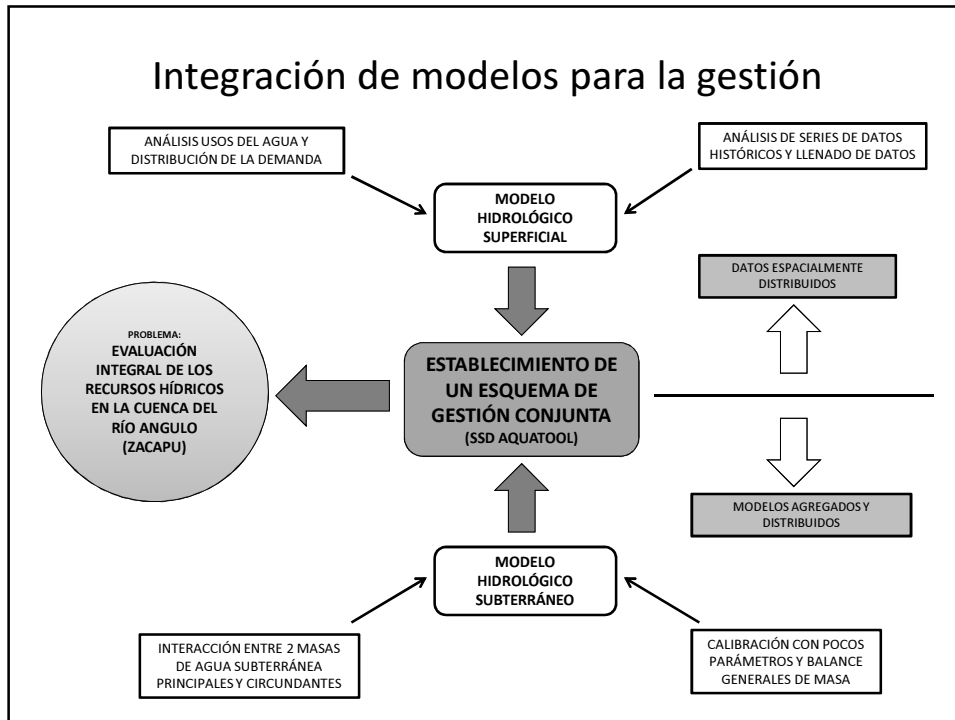 Integración de modelos para la gestión
ANÁLISIS USOS DEL AGUA Y
DISTRIBUCIÓN DE LA DEMANDA
ANÁLISIS DE SERIES DE DATOS
HISTÓRICOS Y LLENADO DE DATOS
MODELO
HIDROLÓGICO
SUPERFICIAL
DATOS ESPACIALMENTE
DISTRIBUIDOS
PROBLEMA:
EVALUACIÓN
INTEGRAL DE LOS
RECURSOS HÍDRICOS
EN LA CUENCA DEL
RÍO ANGULO
(ZACAPU)
ESTABLECIMIENTO DE
UN ESQUEMA DE
GESTIÓN CONJUNTA
(SSD AQUATOOL)
MODELOS AGREGADOS Y
DISTRIBUIDOS
MODELO
HIDROLÓGICO
SUBTERRÁNEO
INTERACCIÓN ENTRE 2 MASAS
DE AGUA SUBTERRÁNEA
PRINCIPALES Y CIRCUNDANTES
CALIBRACIÓN CON POCOS
PARÁMETROS Y BALANCE
GENERALES DE MASA